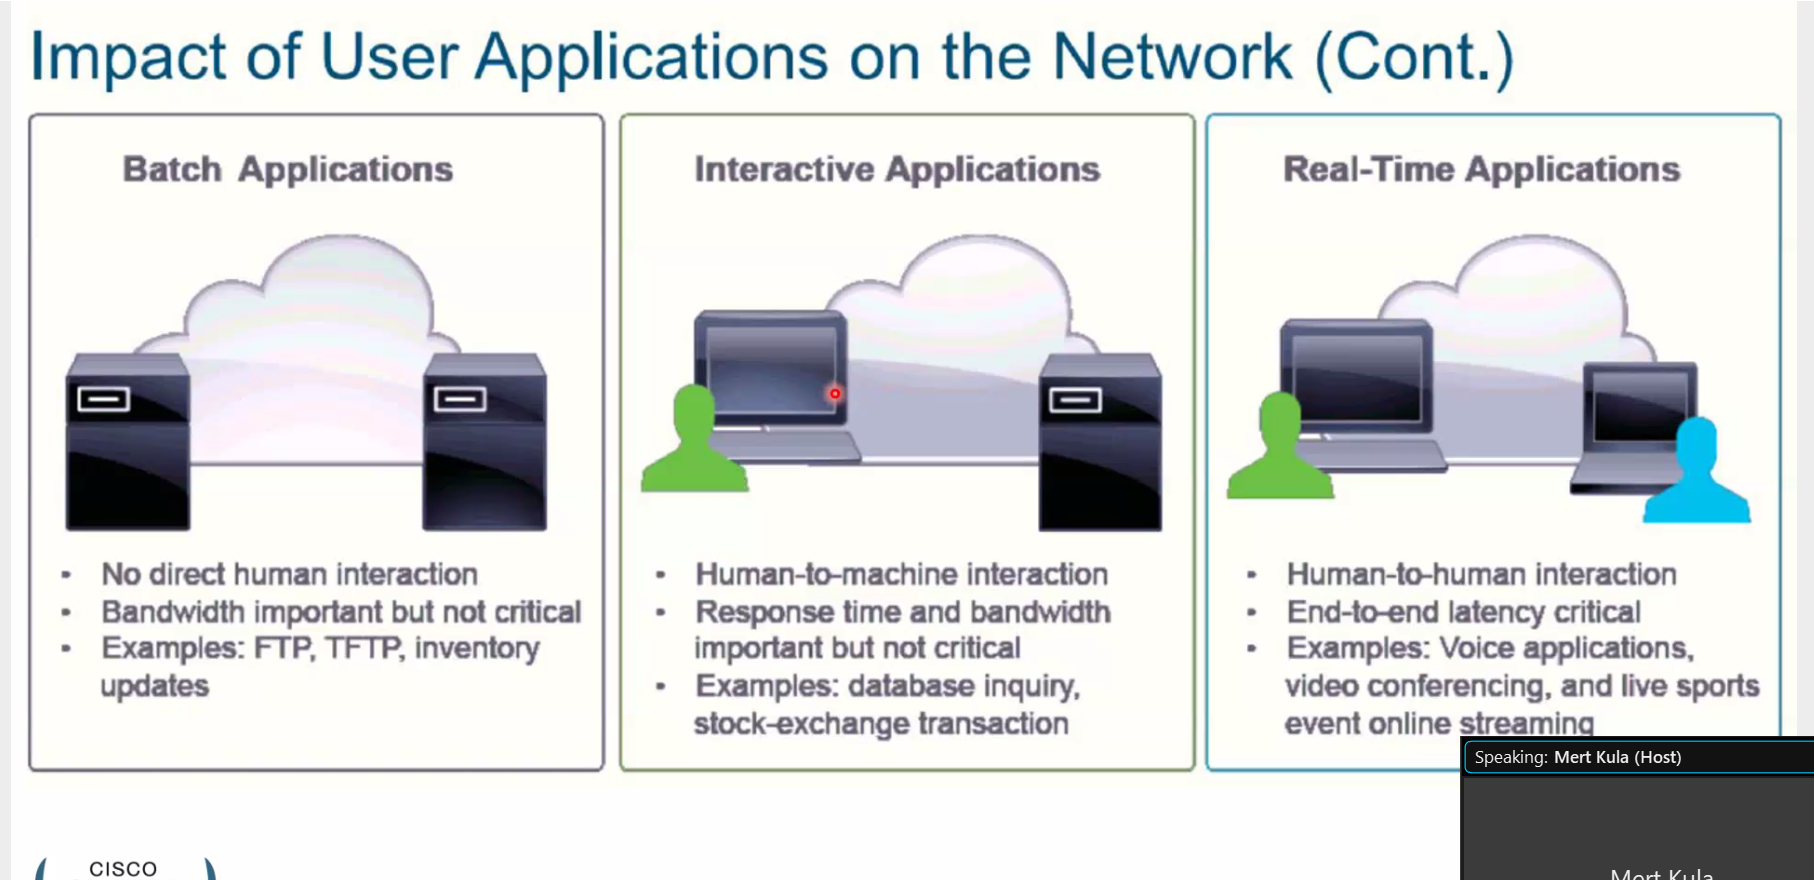 Impact of User Applications on the Network (Cont.)
Batch Applications
• No direct human interaction
• Bandwidth important but not critical
• Examples: FTP, TFTP, inventory
updates
Interactive Applications
• Human-to-machine interaction
• Response time and bandwidth
important but not critical
• Examples: database inquiry,
stock-exchange transaction
Real-Time Applications
• Human-to-human interaction
• End-to-end latency critical
• Examples: Voice applications,
video conferencing, and live sports
event online streaming
Speaking: Mert Kula (Host)
Mert Kula
CISCO